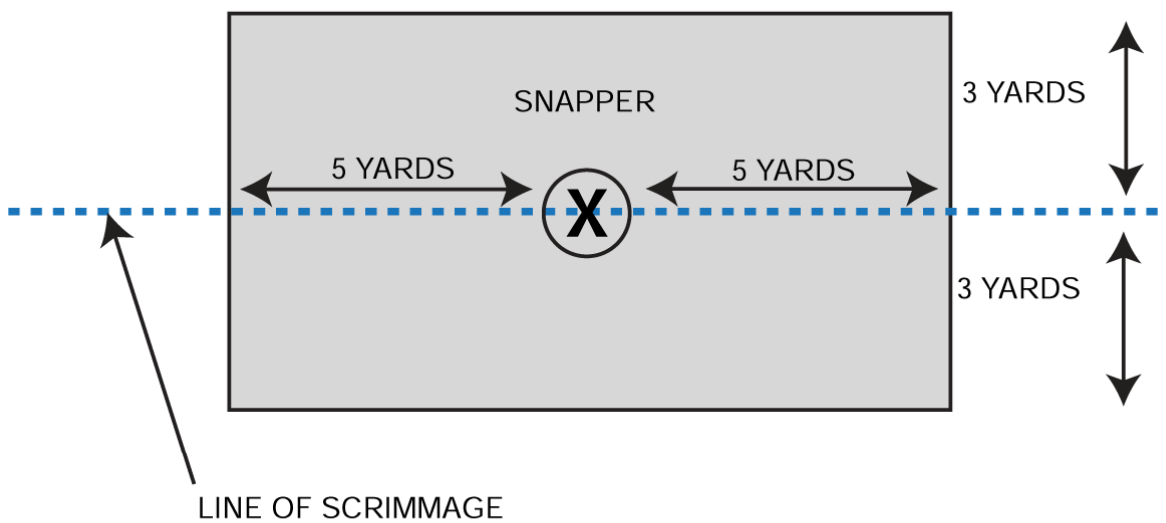 SNAPPER
3 YARDS
5 YARDS
5 YARDS
X
3 YARDS
LINE OF SCRIMMAGE